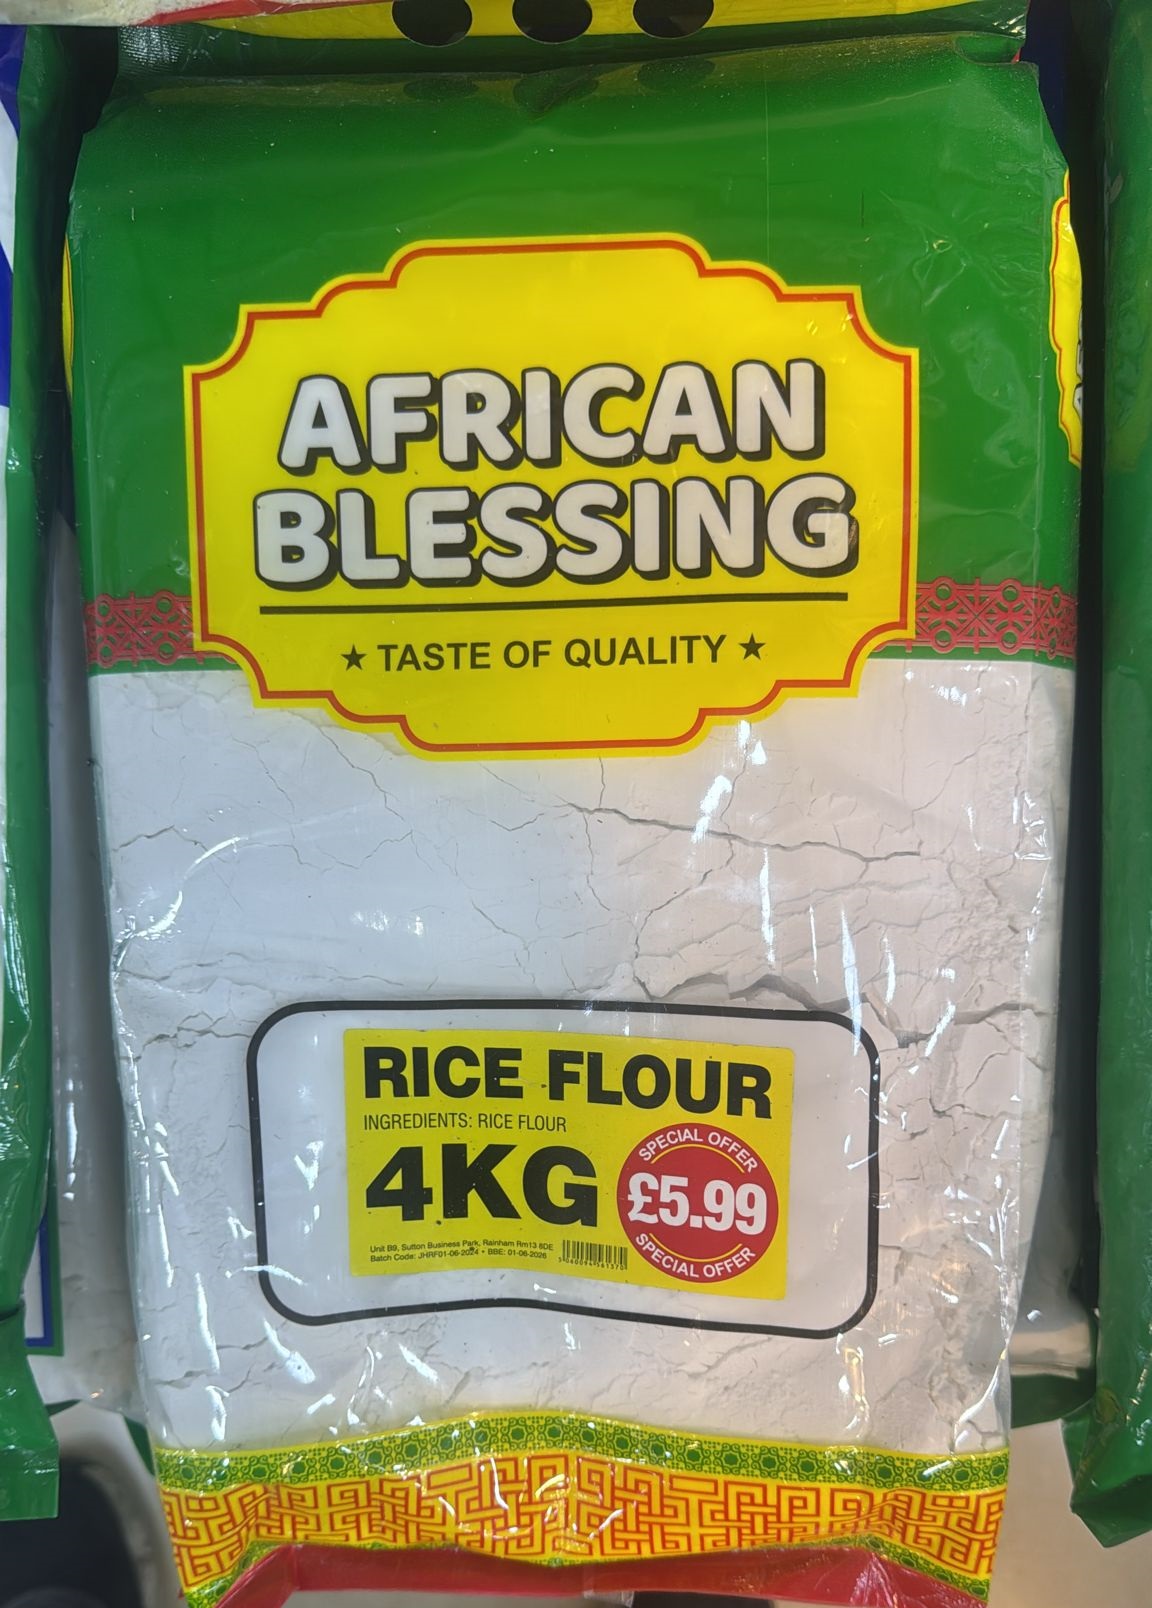 AFRICAN
BLESSING
★ TASTE OF QUALITY ★
RICE FLOUR
INGREDIENTS: RICE FLOUR
4KG
SPECIAL OFFER
£5.99
SPECIAL OFFER
Unit B9, Sutton Business Park, Rainham Rm13 8DE
Batch Code: JHRF01-06-2024 • BBE: 01-06-2026